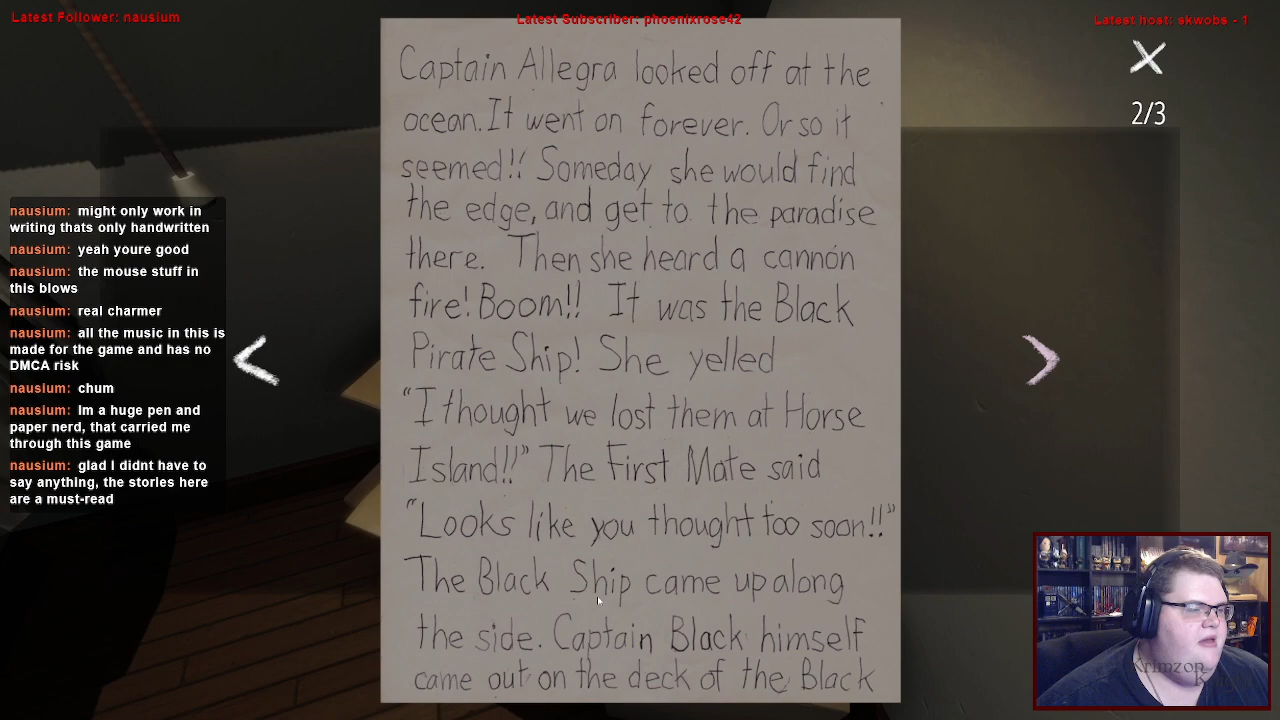 Latest Follower: nausium
Latest Subscriber: phoenixrose42
Latest host: skwobs - 1
2/3
Captain Allegra looked off at the
ocean. It went on forever. Or so it
seemed!! Someday she would find
the edge, and get to the paradise
there. Then she heard a cannon
fire! Boom!! It was the Black
Pirate Ship! She yelled
"I thought we lost them at Horse
Island!!" The First Mate said
"Looks like you thought too soon!!"
The Black Ship came up along
the side. Captain Black himself
came out on the deck of the Black
nausium: might only work in
writing thats only handwritten
nausium: yeah youre good
nausium: the mouse stuff in
this blows
nausium: real charmer
nausium: all the music in this is
made for the game and has no
DMCA risk
nausium: chum
nausium: Im a huge pen and
paper nerd, that carried me
through this game
nausium: glad I didnt have to
say anything, the stories here
are a must-read
Krimzon